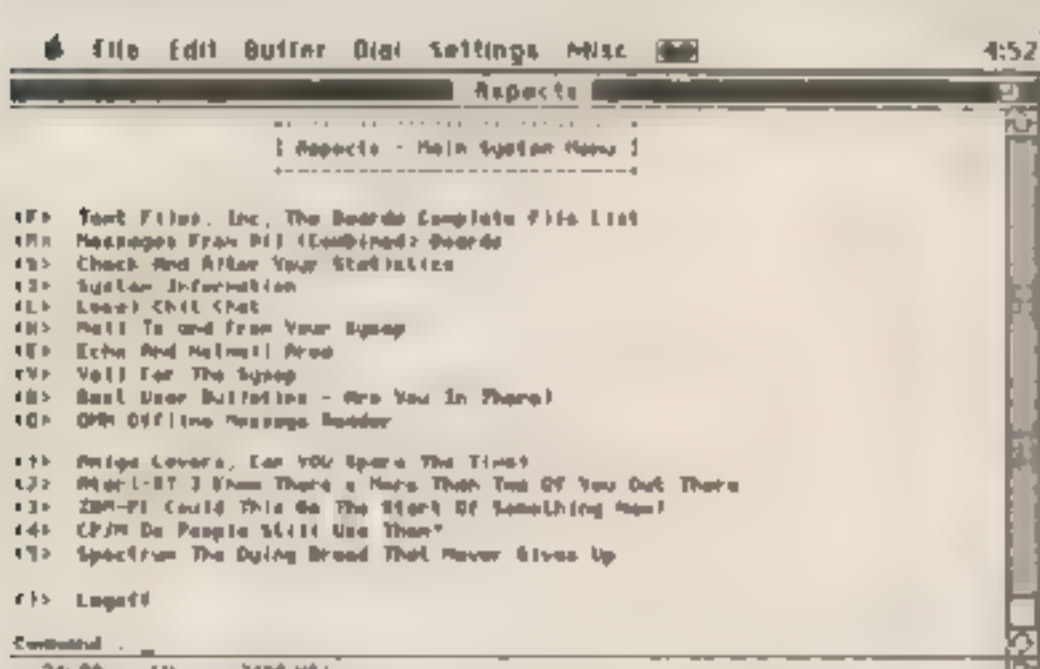 File Edit Buffer Dial Settings Misc 4:52
Aspects
Aspects - Main System Menu
<F> Text Files. Inc, The Boards Complete File List
Messages From All (Combined) Boards
Check And Alter Your Statistics
System Information
<L> Chit Chat
Mail To and From Your Sysop
<E> Echo And Area
<Y> Yell For The Sysop
User Bulletins - Are You In There?
<O> Offline Message Reader
Amiga Lovers, Can YOU Spare The Time?
<2> I Know There's More Than Two Of You Out There
<3> Could This Be The Start Of Something New?
<4> CP/M Do People Still Use Them?
Spectrum The Dying Breed That Never Gives Up
Logoff
Command